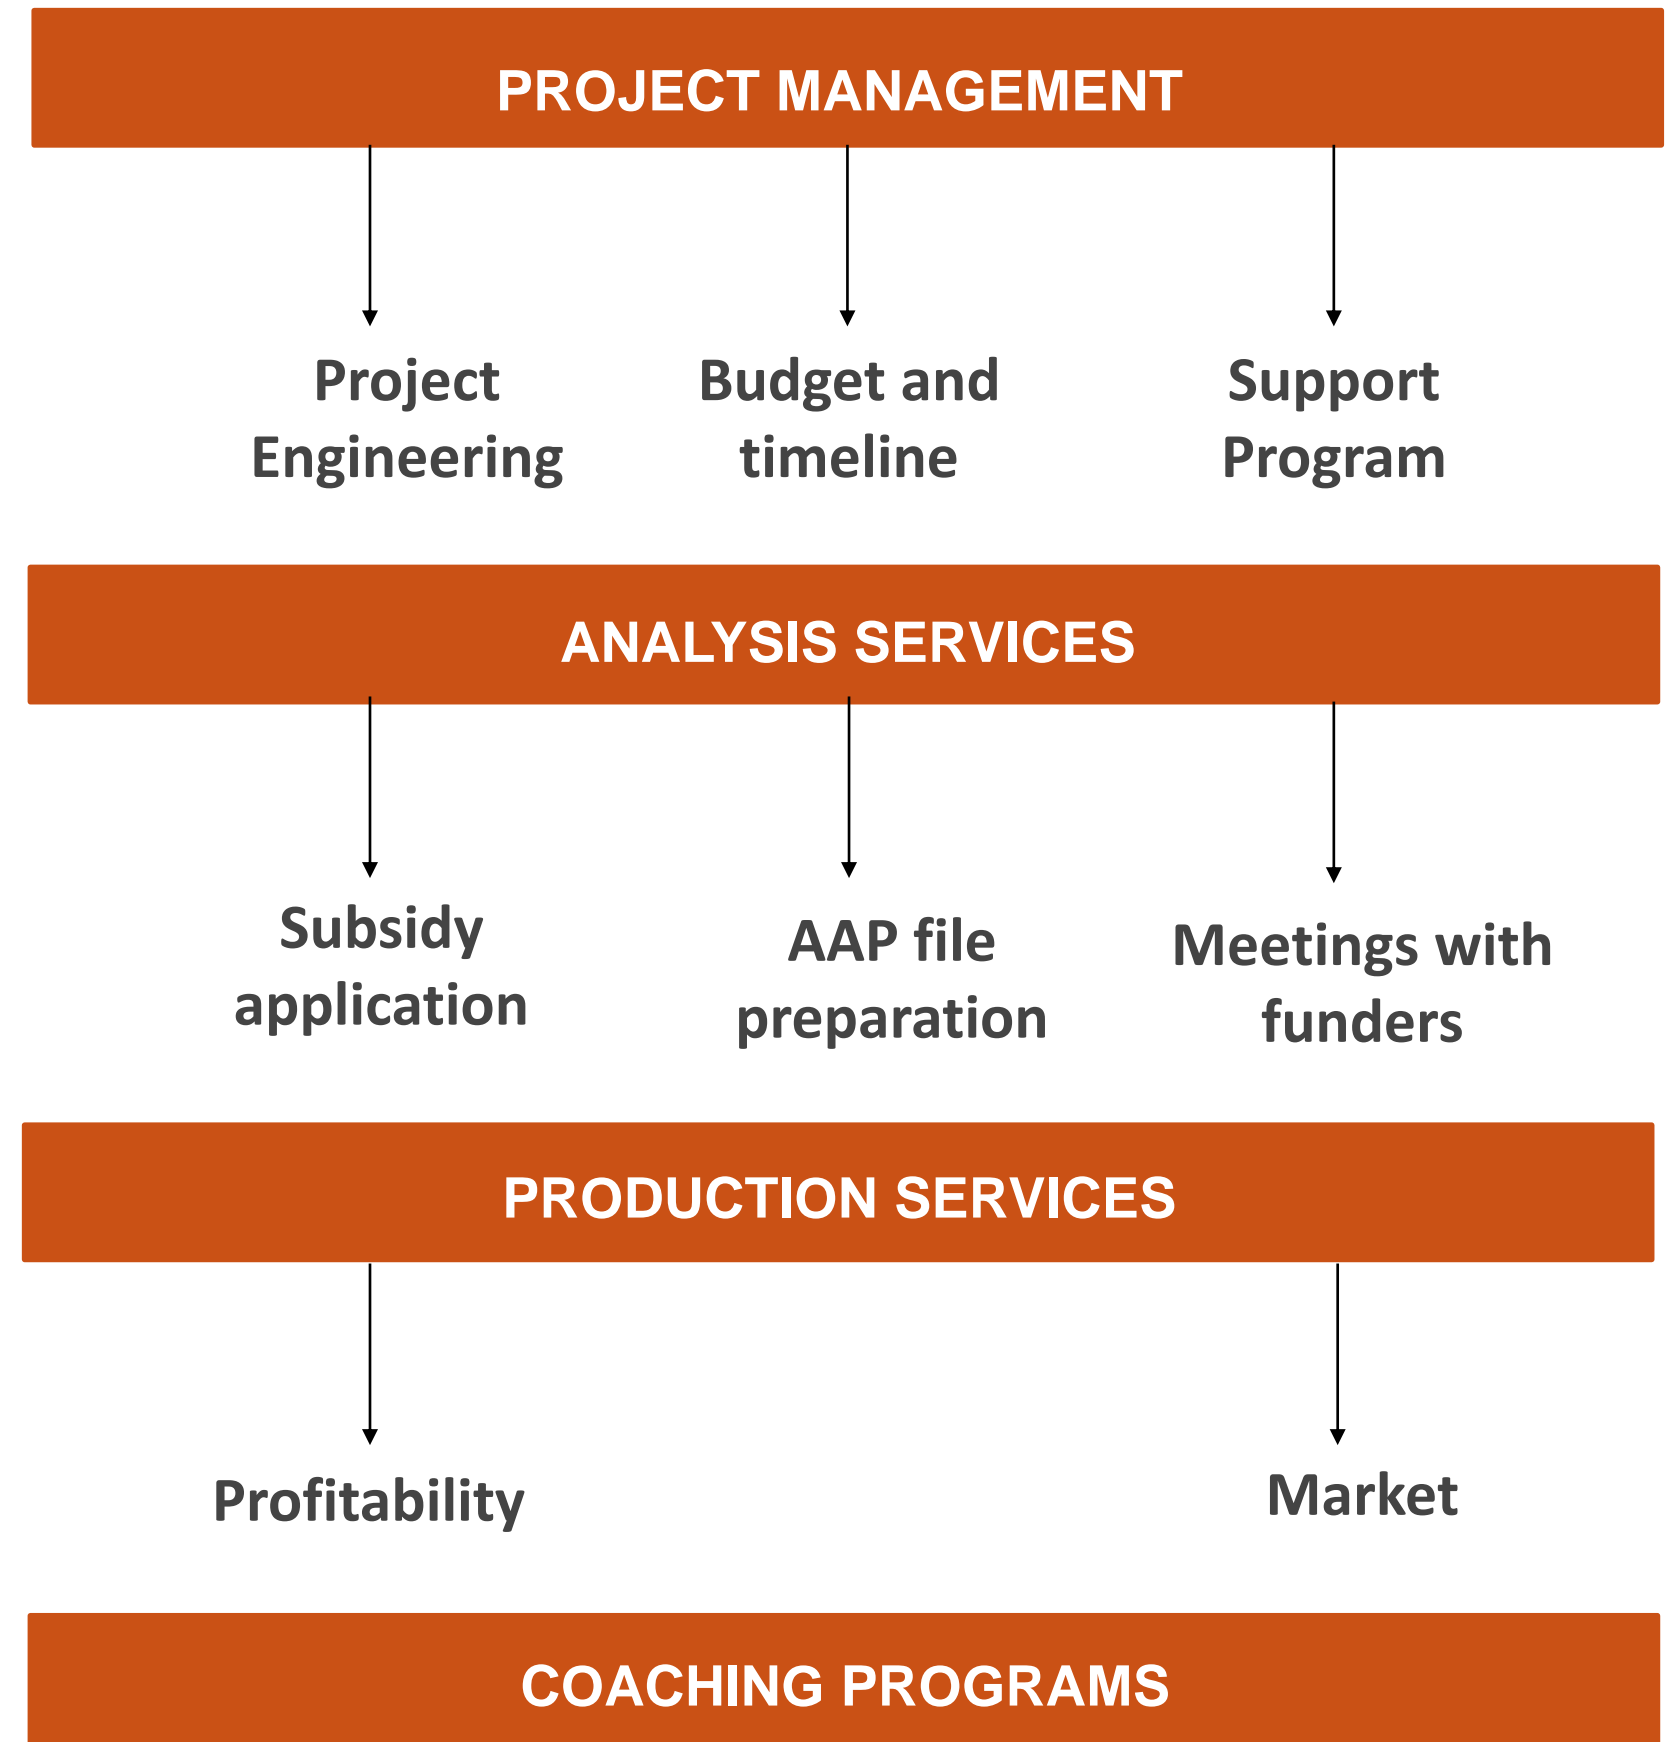 PROJECT MANAGEMENT
Project
Engineering
Budget and
timeline
Support
Program
ANALYSIS SERVICES
Subsidy
application
AAP file
preparation
Meetings with
funders
PRODUCTION SERVICES
Profitability
Market
COACHING PROGRAMS